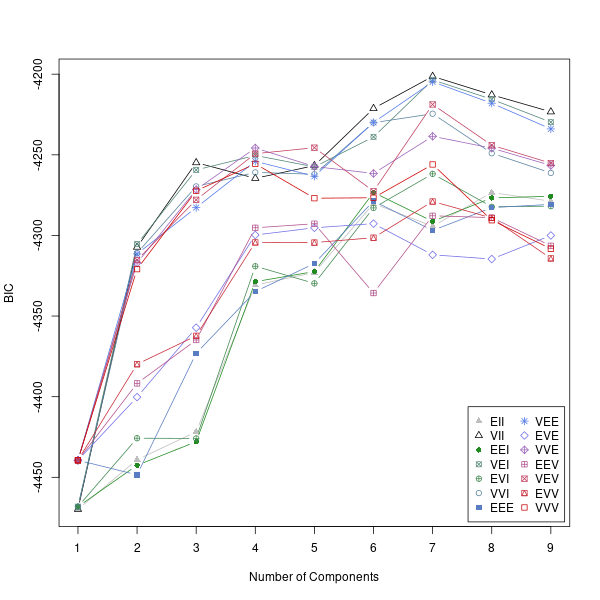 -4200
-4250
-4300
-4350
-4400
-4450
BIC
1 2 3 4 5 6 7 8 9
Number of Components
EII VEE
VII EVE
EEI VVE
VEI EEV
EVI VEV
VVI EVV
EEE VVV